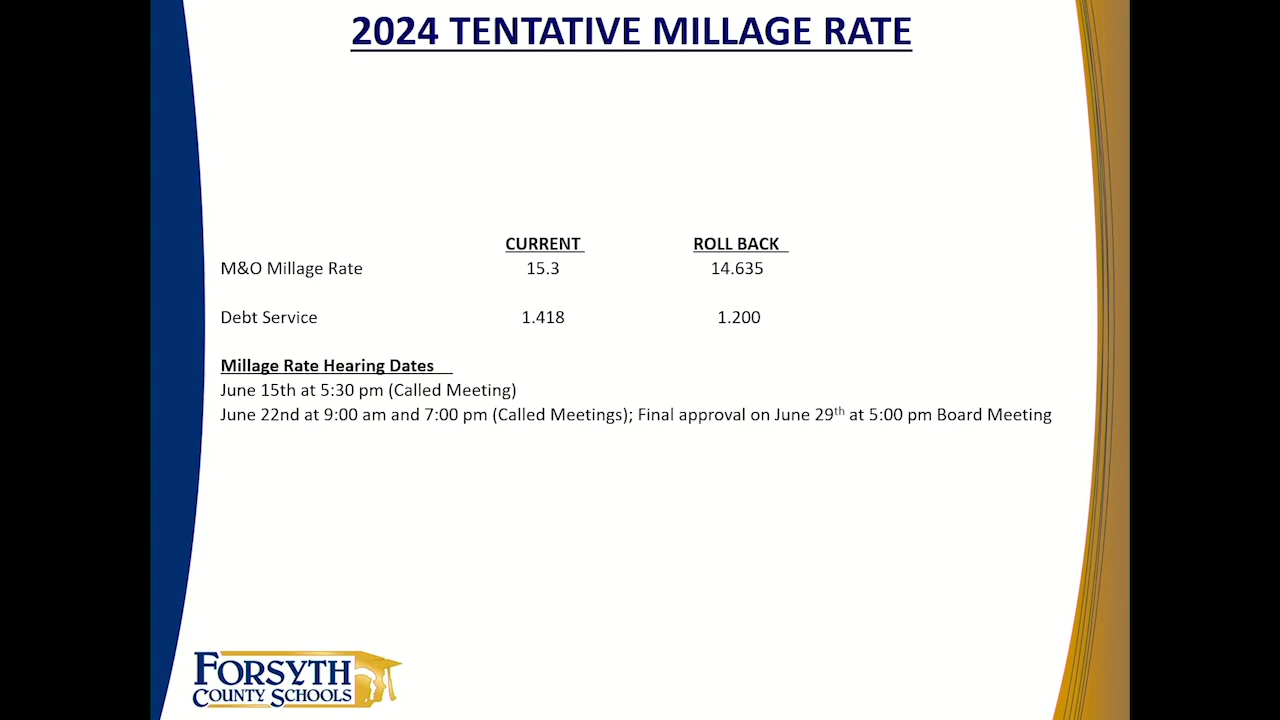 2024 TENTATIVE MILLAGE RATE
CURRENT ROLL BACK
M&O Millage Rate 15.3 14.635
Debt Service 1.418 1.200
Millage Rate Hearing Dates
June 15th at 5:30 pm (Called Meeting)
June 22nd at 9:00 am and 7:00 pm (Called Meetings); Final approval on June 29th at 5:00 pm Board Meeting
FORSYTH
COUNTY SCHOOLS